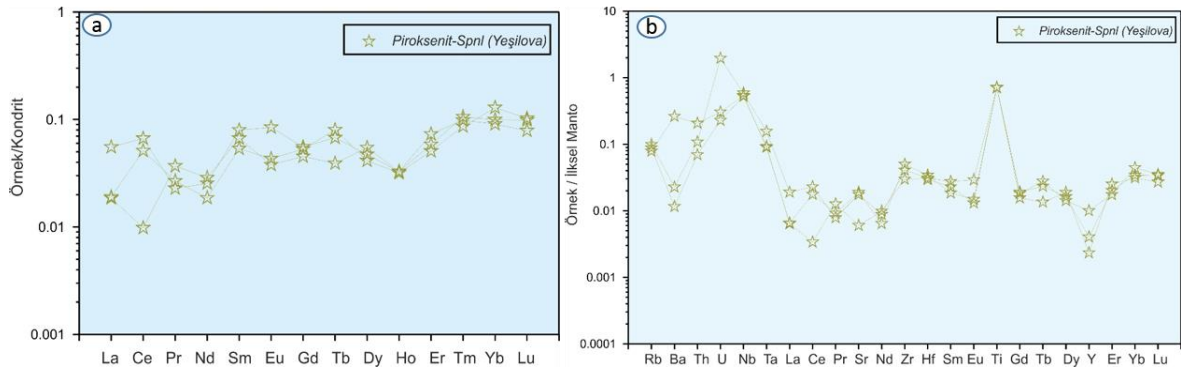 a
Piroksenit-Spnl (Yeşilova)
Örnek/Kondrit
1
0.1
0.01
0.001
La Ce Pr Nd Sm Eu Gd Tb Dy Ho Er Tm Yb Lu
b
Piroksenit-Spnl (Yeşilova)
Örnek / İlksel Manto
10
1
0.1
0.01
0.001
0.0001
Rb Ba Th U Nb Ta La Ce Pr Sr Nd Zr Hf Sm Eu Ti Gd Tb Dy Y Er Yb Lu